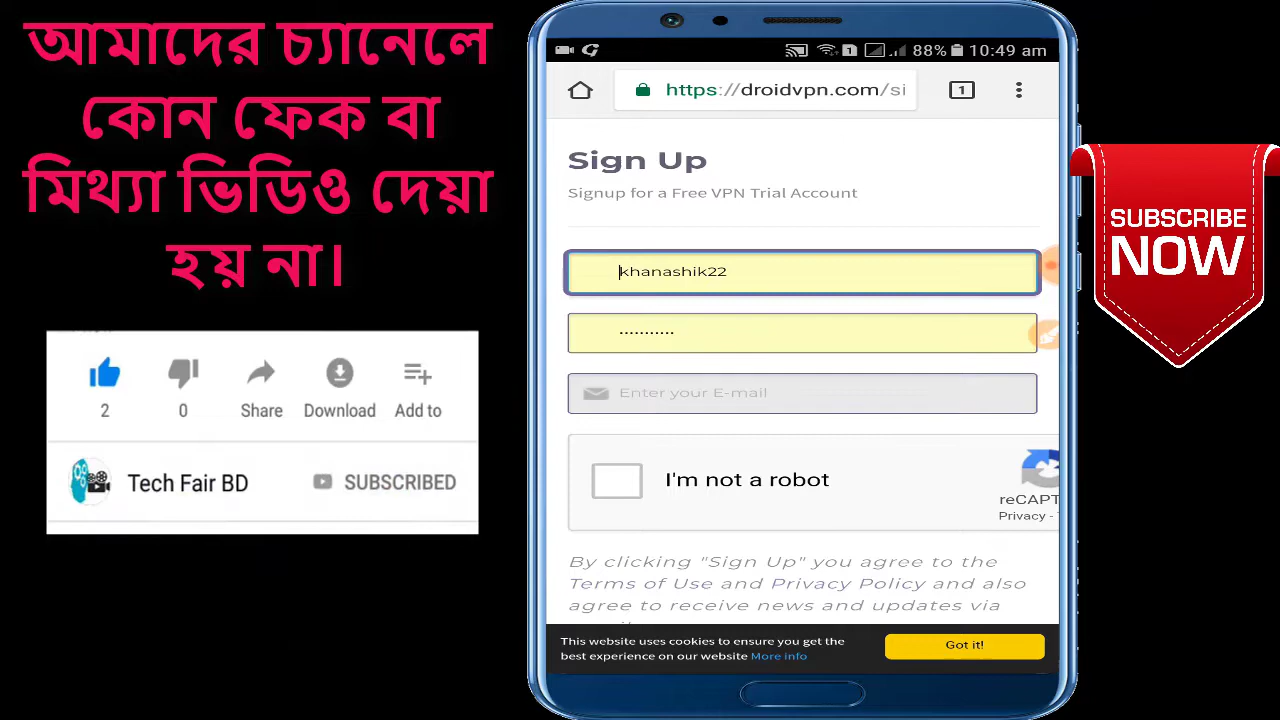 আমাদের চ্যানেলে
কোন ফেক বা
মিথ্যা ভিডিও দেয়া
হয় না।
2
0
Share
Download
Add to
Tech Fair BD
SUBSCRIBED
1
88%
10:49 am
https://droidvpn.com/si
1
Sign Up
Signup for a Free VPN Trial Account
khanashik22
Enter your E-mail
I'm not a robot
reCAPT
Privacy -
By clicking "Sign Up" you agree to the
Terms of Use and Privacy Policy and also
agree to receive news and updates via
This website uses cookies to ensure you get the
best experience on our website More info
Got it!
SUBSCRIBE
NOW